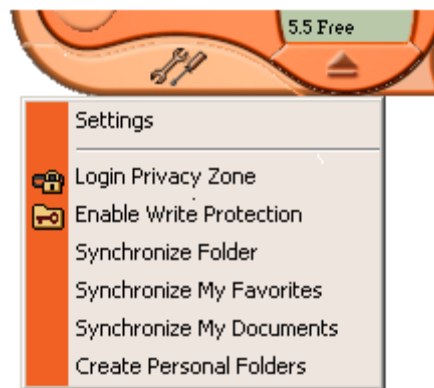 5.5 Free
Settings
Login Privacy Zone
Enable Write Protection
Synchronize Folder
Synchronize My Favorites
Synchronize My Documents
Create Personal Folders